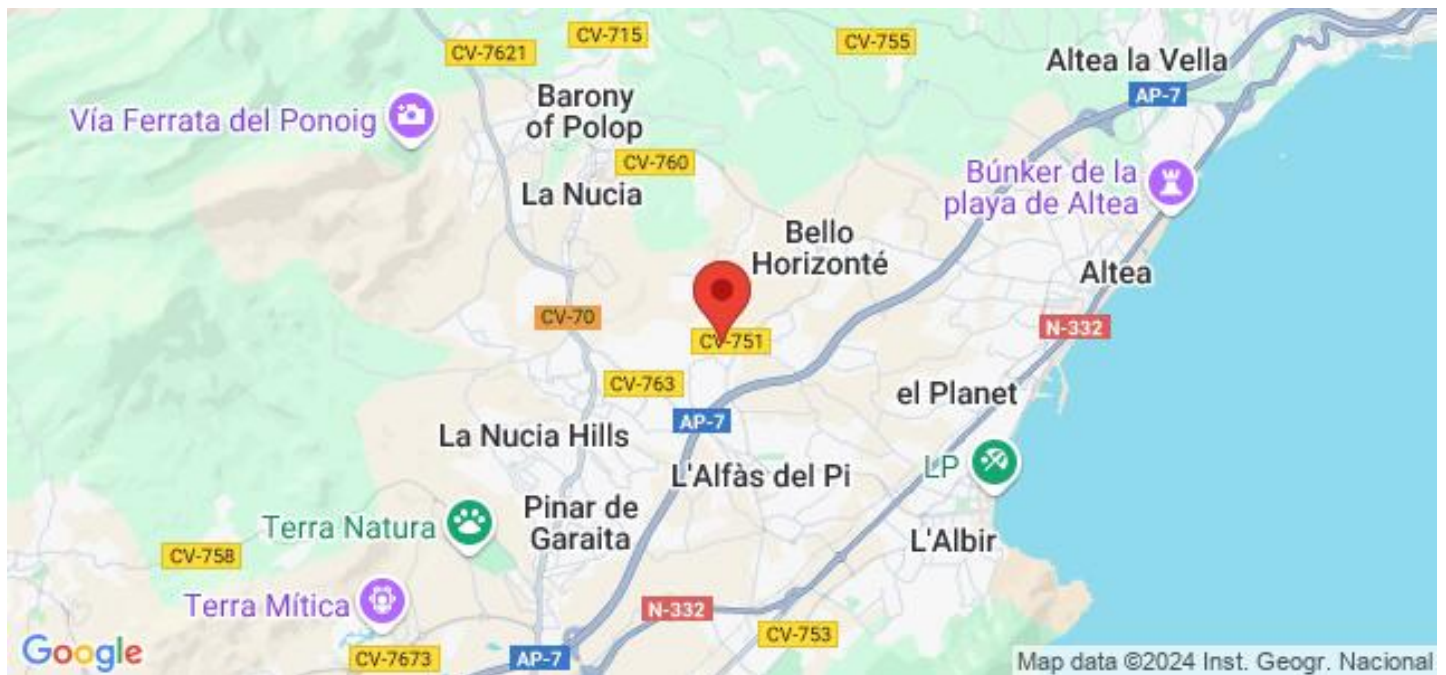 CV-715
CV-755
CV-7621
Altea la Vella
AP-7
Barony
of Polop
Vía Ferrata del Ponoig
CV-760
Búnker de la
playa de Altea
La Nucia
Bello
Horizonté
Altea
CV-70
N-332
CV-751
CV-763
el Planet
AP-7
La Nucia Hills
LP
L'Alfàs del Pi
Pinar de
Garaita
Terra Natura
L'Albir
CV-758
Terra Mítica
N-332
CV-753
Google
CV-7673
AP-7
Map data ©2024 Inst. Geogr. Nacional